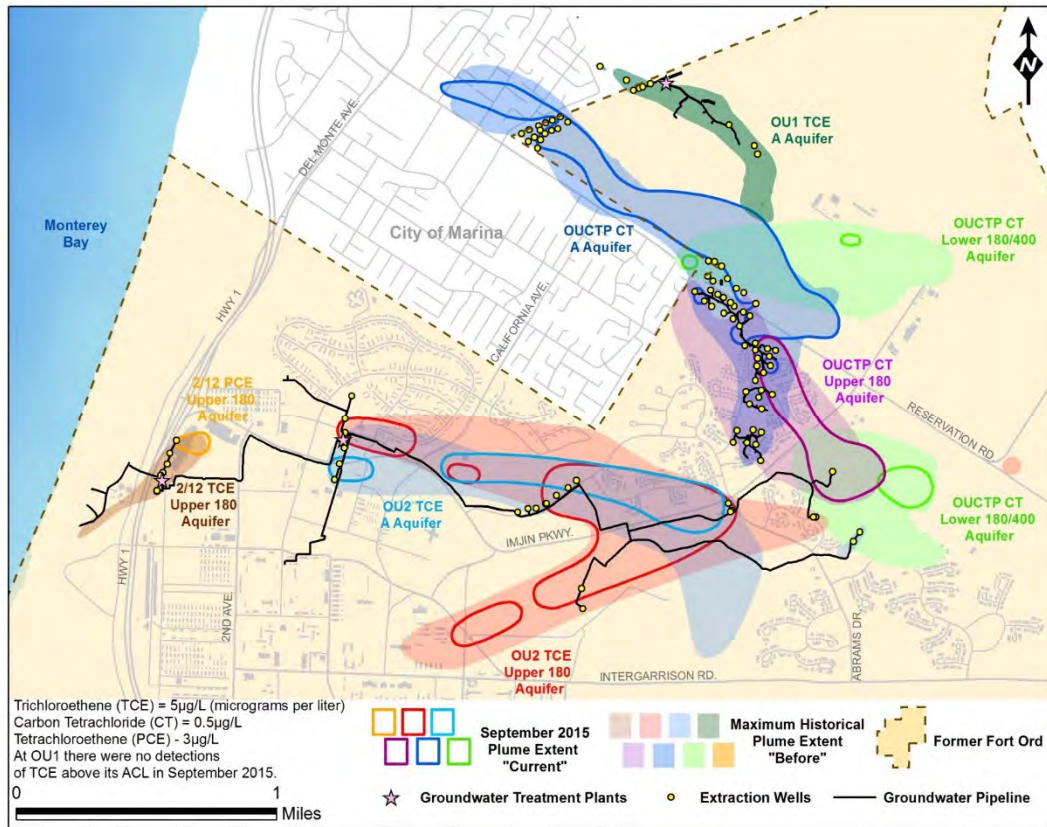 N
OU1 TCE
A Aquifer
DEL MONTE AVE.
Monterey
Bay
City of Marina
OUCTP CT
A Aquifer
OUCTP CT
Lower 180/400
Aquifer
HWY 1
CALIFORNIA AVE.
2/12 PCE
Upper 180
Aquifer
OUCTP CT
Upper 180
Aquifer
RESERVATION RD
2/12 TCE
Upper 180
Aquifer
OU2 TCE
A Aquifer
OUCTP CT
Lower 180/400
Aquifer
IMJIN PKWY.
HWY 1
2ND AVE.
OU2 TCE
Upper 180
Aquifer
INTERGARRISON RD.
ABRAMS DR.
Trichloroethene (TCE) = 5µg/L (micrograms per liter)
Carbon Tetrachloride (CT) = 0.5µg/L
Tetrachloroethene (PCE) - 3µg/L
At OU1 there were no detections
of TCE above its ACL in September 2015.
0 1
Miles
September 2015
Plume Extent
"Current"
Maximum Historical
Plume Extent
"Before"
Former Fort Ord
Groundwater Treatment Plants
Extraction Wells
Groundwater Pipeline